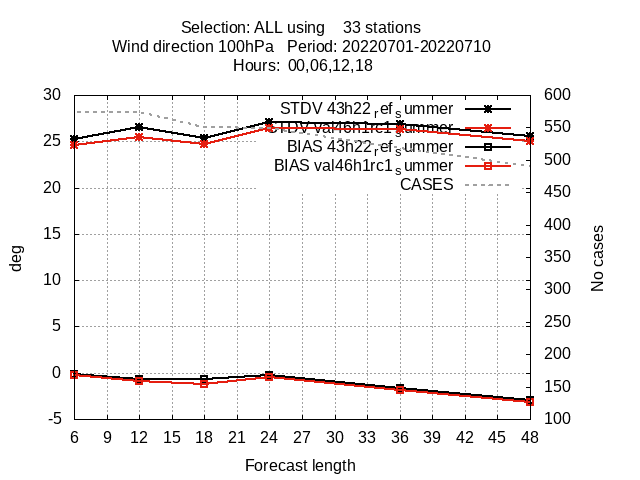 Selection: ALL using 33 stations
Wind direction 100hPa Period: 20220701-20220710
Hours: 00,06,12,18
30
25
20
15
10
5
0
-5
deg
STDV 43h22_ref_summer
STDV val46h1rc1_summer
BIAS 43h22_ref_summer
BIAS val46h1rc1_summer
CASES
600
550
500
450
400
350
300
250
200
150
100
No cases
6 9 12 15 18 21 24 27 30 33 36 39 42 45 48
Forecast length